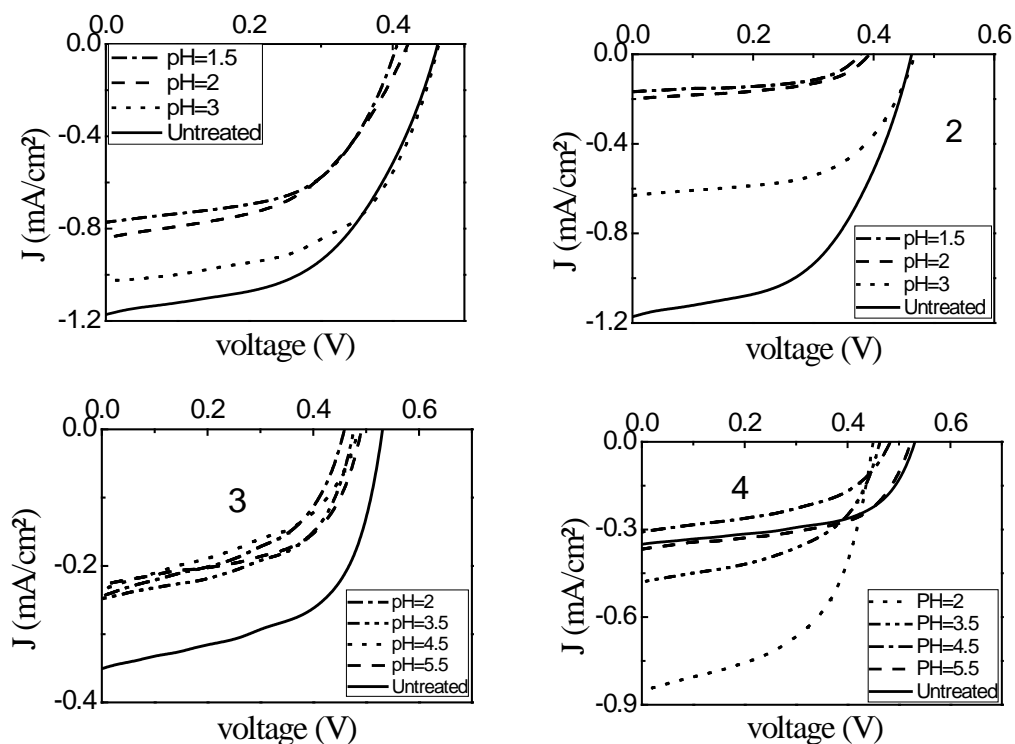 0.0 0.2 0.4
0.0
-0.4
-0.8
-1.2
J (mA/cm²)
pH=1.5
pH=2
pH=3
Untreated
voltage (V)
0.0 0.2 0.4 0.6
0.0
-0.4
-0.8
-1.2
J (mA/cm²)
2
pH=1.5
pH=2
pH=3
Untreated
voltage (V)
0.0 0.2 0.4 0.6
0.0
-0.2
-0.4
J (mA/cm²)
3
pH=2
pH=3.5
pH=4.5
pH=5.5
Untreated
voltage (V)
0.0 0.2 0.4 0.6
0.0
-0.3
-0.6
-0.9
J (mA/cm²)
4
PH=2
PH=3.5
PH=4.5
PH=5.5
Untreated
voltage (V)